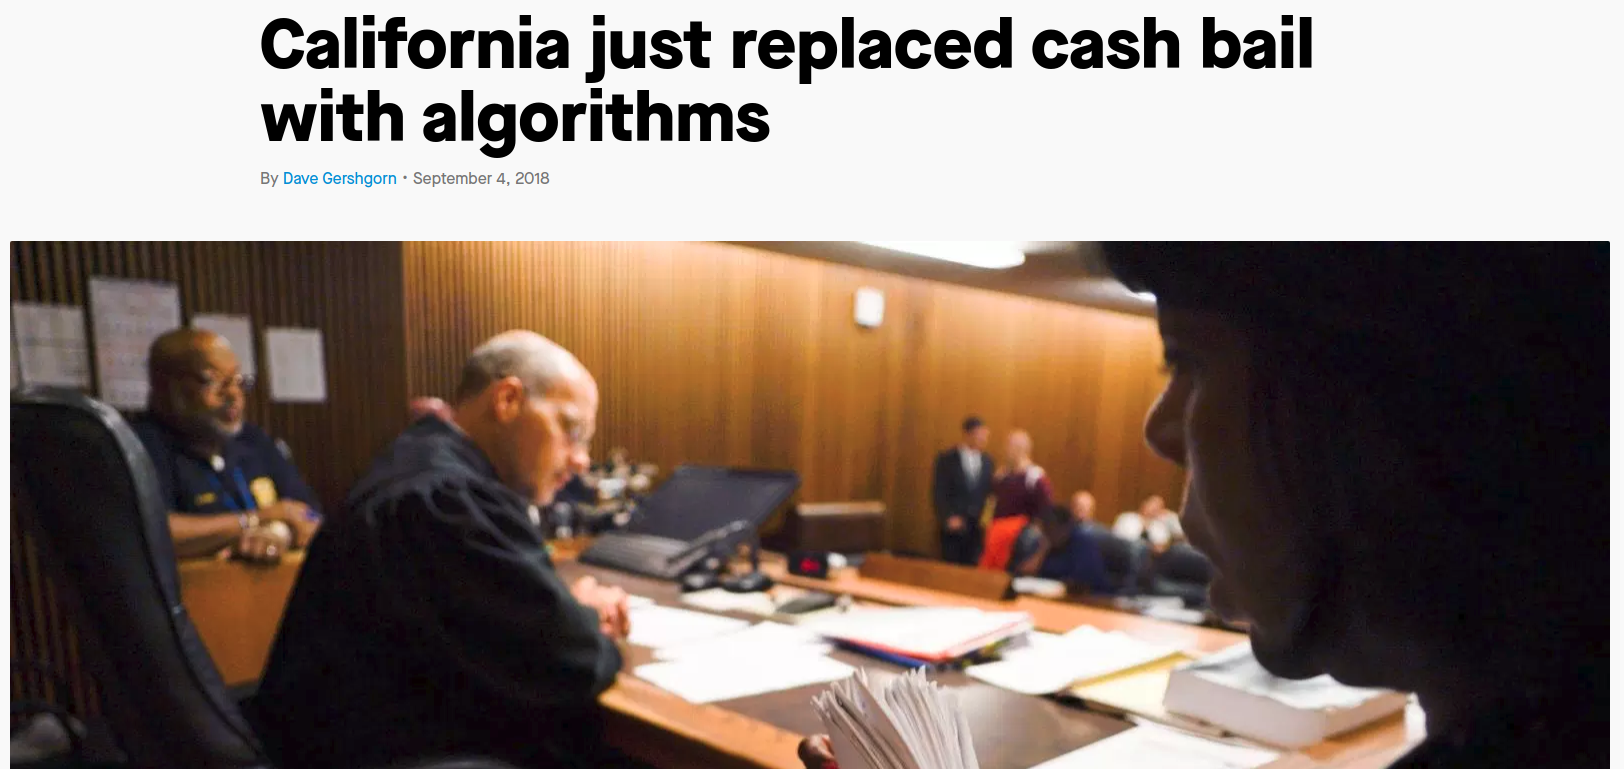 California just replaced cash bail
with algorithms
By Dave Gershgorn • September 4, 2018